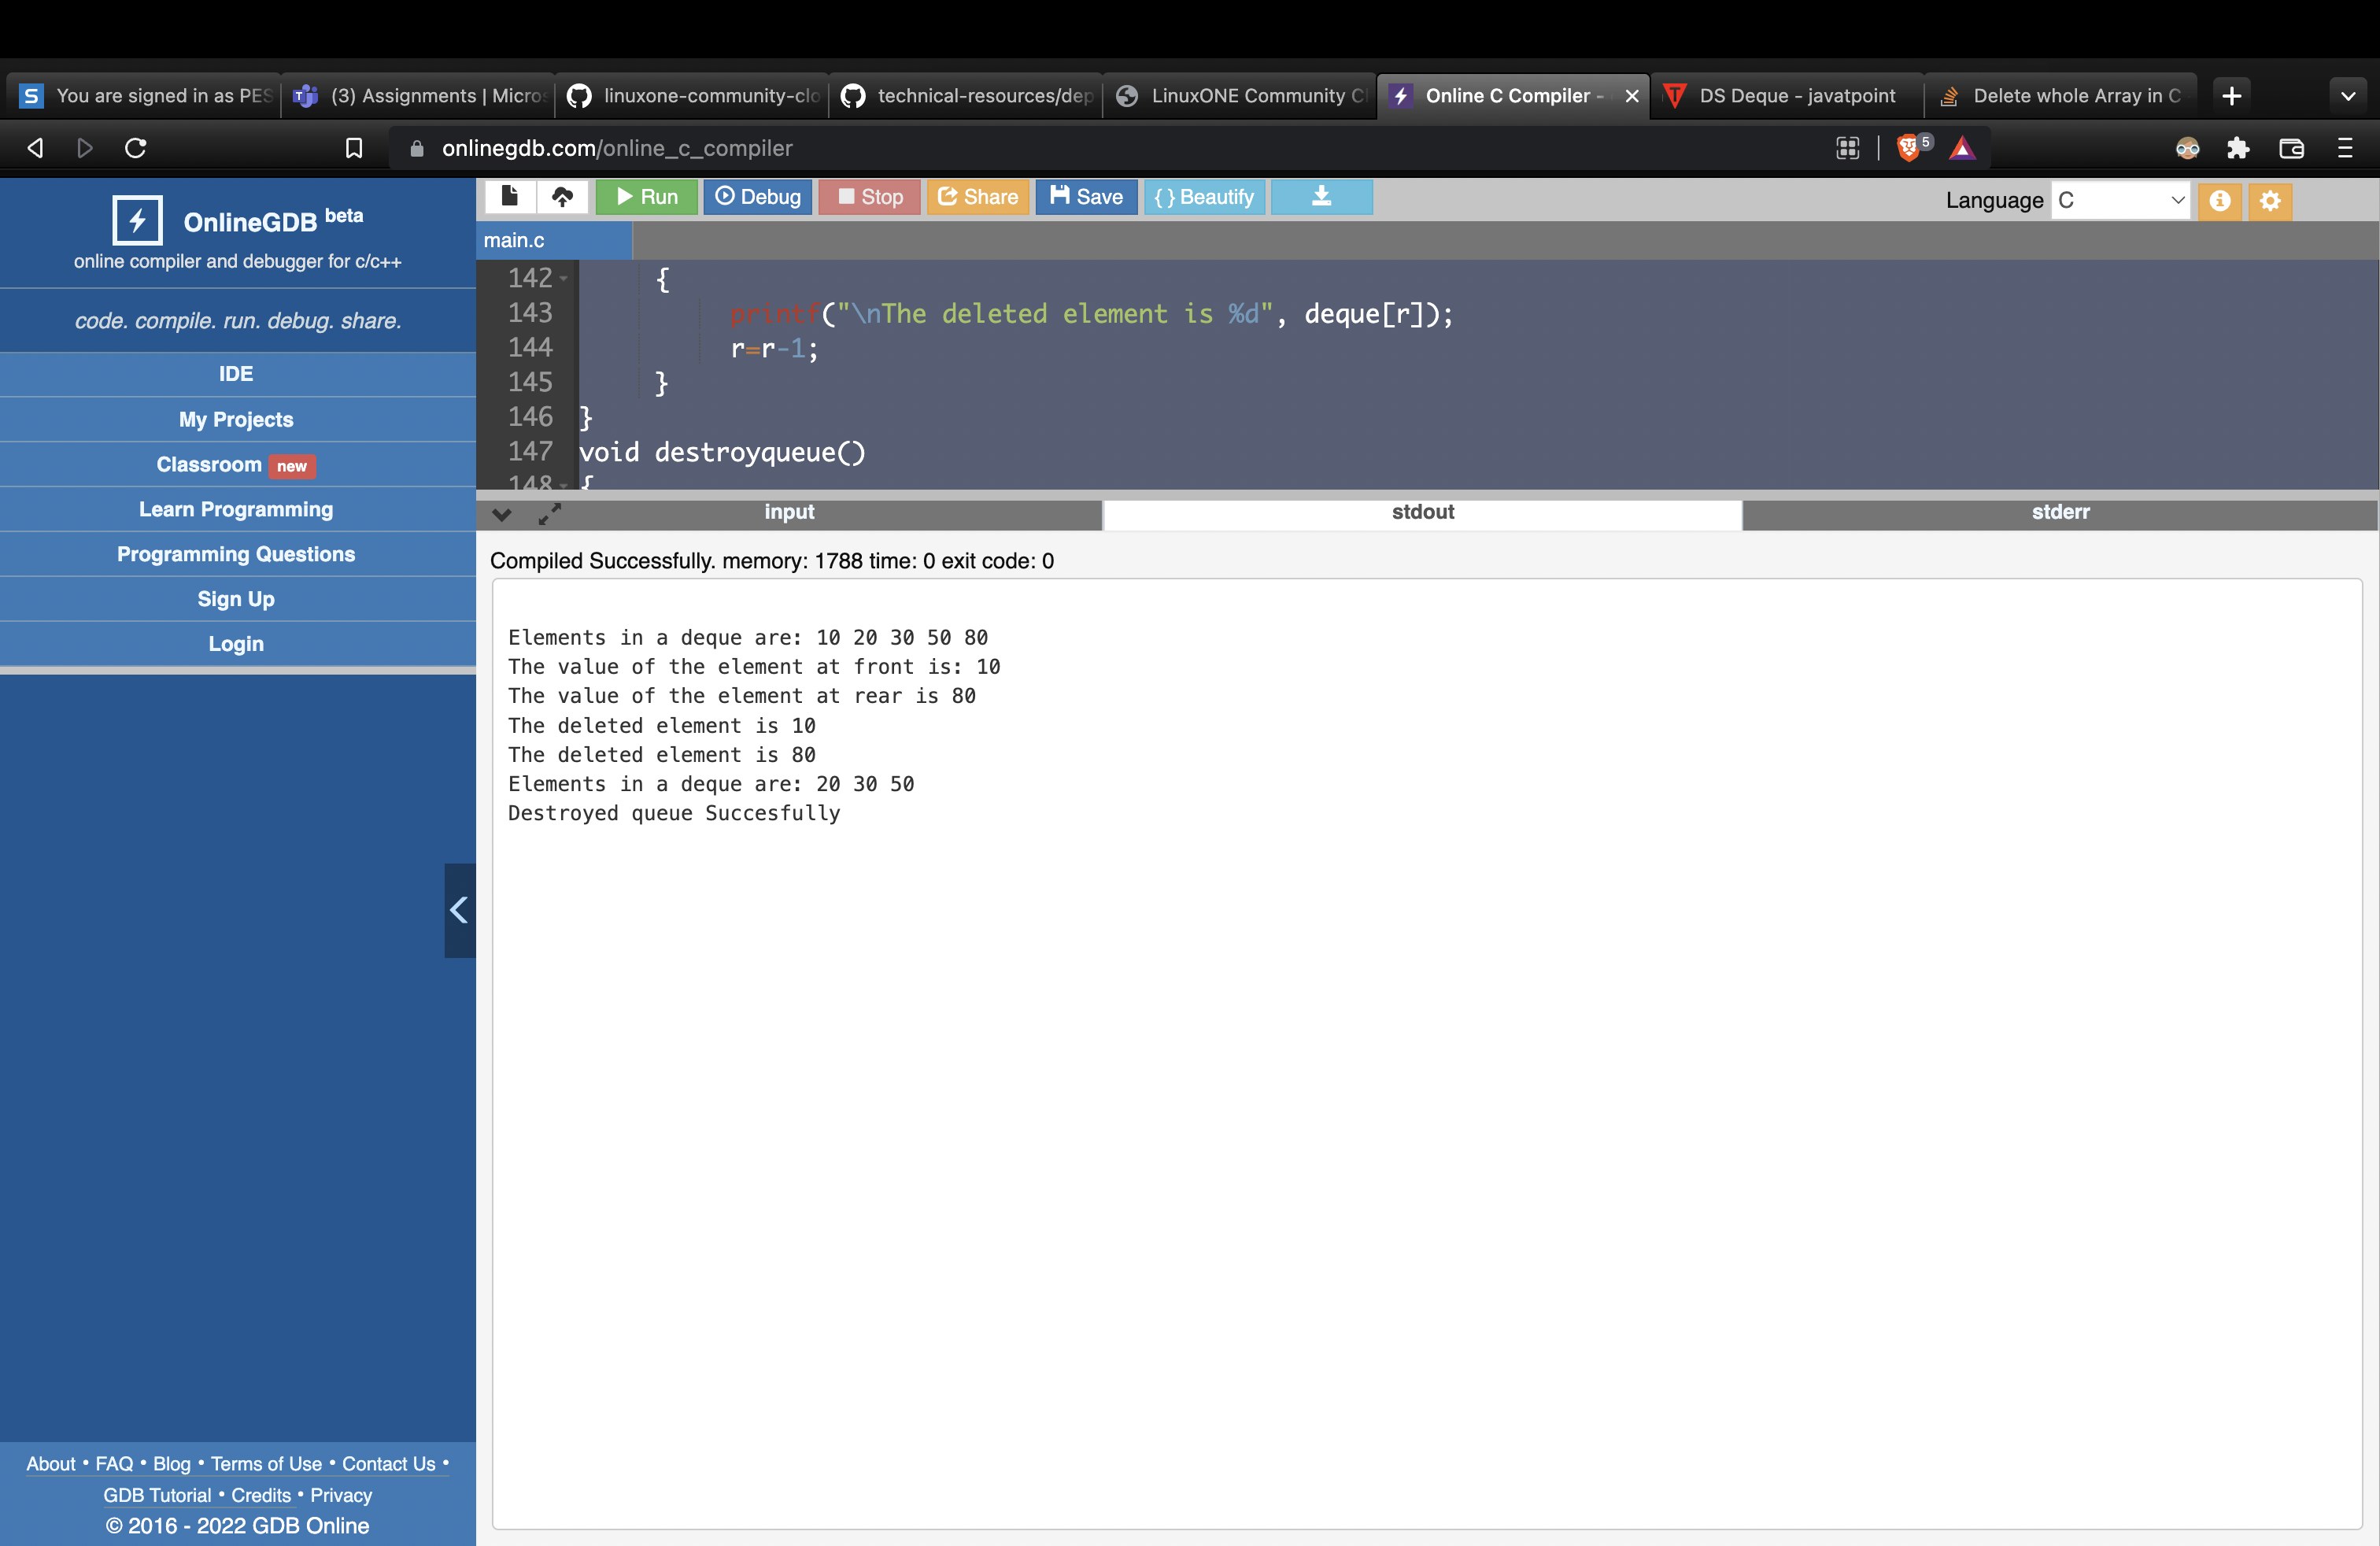 You are signed in as PES
(3) Assignments | Micros
linuxone-community-clo
technical-resources/dep
LinuxONE Community Cl
Online C Compiler -
DS Deque - javatpoint
Delete whole Array in C
onlinegdb.com/online_c_compiler
5
OnlineGDB beta
online compiler and debugger for c/c++
code. compile. run. debug. share.
IDE
My Projects
Classroom new
Learn Programming
Programming Questions
Sign Up
Login
About • FAQ • Blog • Terms of Use • Contact Us •
GDB Tutorial • Credits • Privacy
© 2016 - 2022 GDB Online
Run Debug Stop Share Save {} Beautify
Language C
main.c
142 {
143 printf("\nThe deleted element is %d", deque[r]);
144 r=r-1;
145 }
146 }
147 void destroyqueue()
148 {
input stdout stderr
Compiled Successfully. memory: 1788 time: 0 exit code: 0
Elements in a deque are: 10 20 30 50 80
The value of the element at front is: 10
The value of the element at rear is 80
The deleted element is 10
The deleted element is 80
Elements in a deque are: 20 30 50
Destroyed queue Succesfully